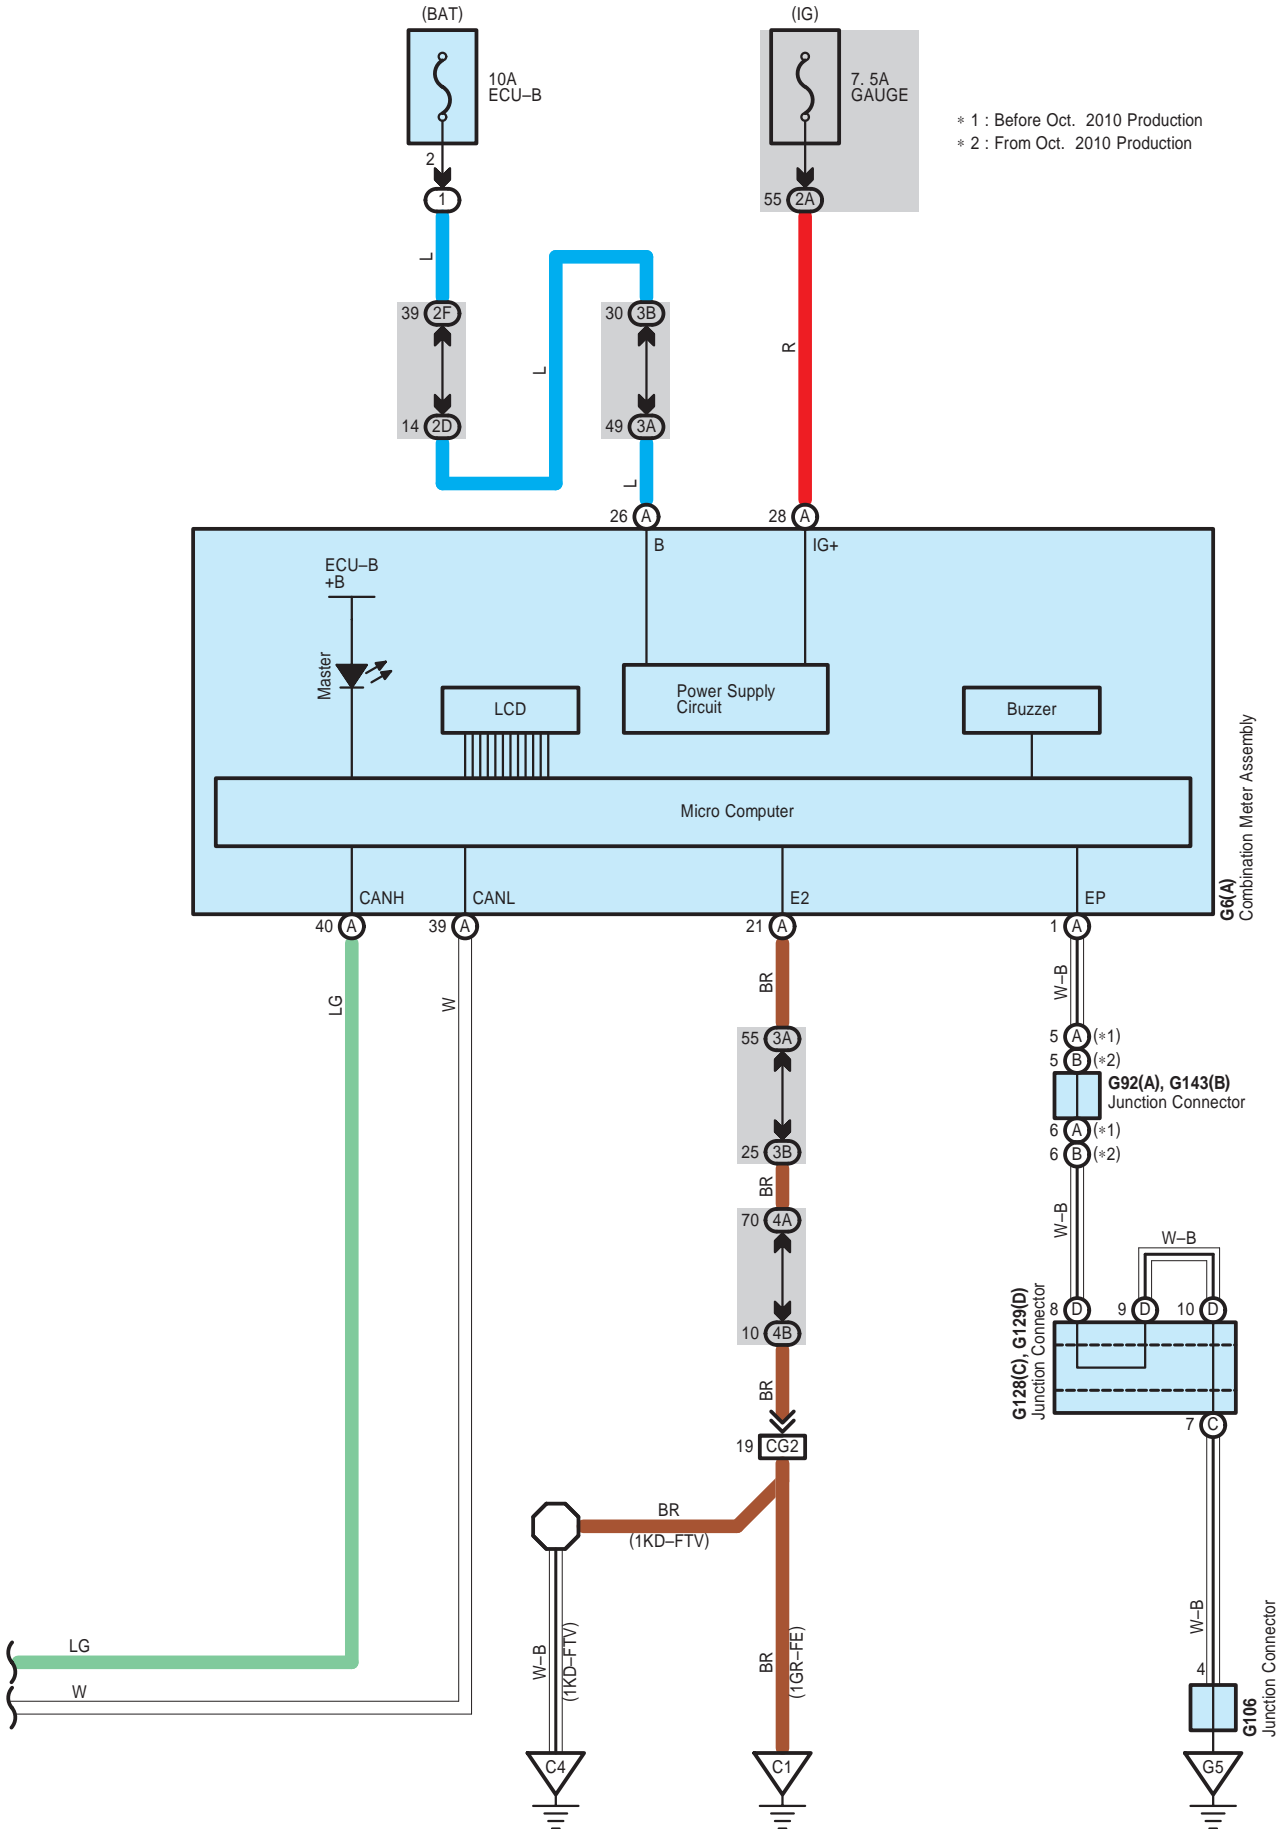 (BAT)
(IG)
10A
ECU–B
7. 5A
GAUGE
∗ 1 : Before Oct. 2010 Production
∗ 2 : From Oct. 2010 Production
2
1
55 2A
L
39 2F
30 3B
R
L
14 2D
49 3A
L
26 A
28 A
B
IG+
ECU–B
+B
Master
LCD
Power Supply
Circuit
Buzzer
Micro Computer
G6(A)
Combination Meter Assembly
CANH
CANL
E2
EP
40 A
39 A
21 A
1 A
LG
W
BR
W–B
55 3A
5 A (∗1)
5 B (∗2)
G92(A), G143(B)
Junction Connector
6 A (∗1)
6 B (∗2)
25 3B
BR
70 4A
W–B
W–B
8 D
9 D
10 D
10 4B
G128(C), G129(D)
Junction Connector
BR
7 C
19 CG2
BR
(1KD–FTV)
W–B
(1KD–FTV)
BR
(1GR–FE)
W–B
LG
W
4
G106
Junction Connector
C4
C1
G5